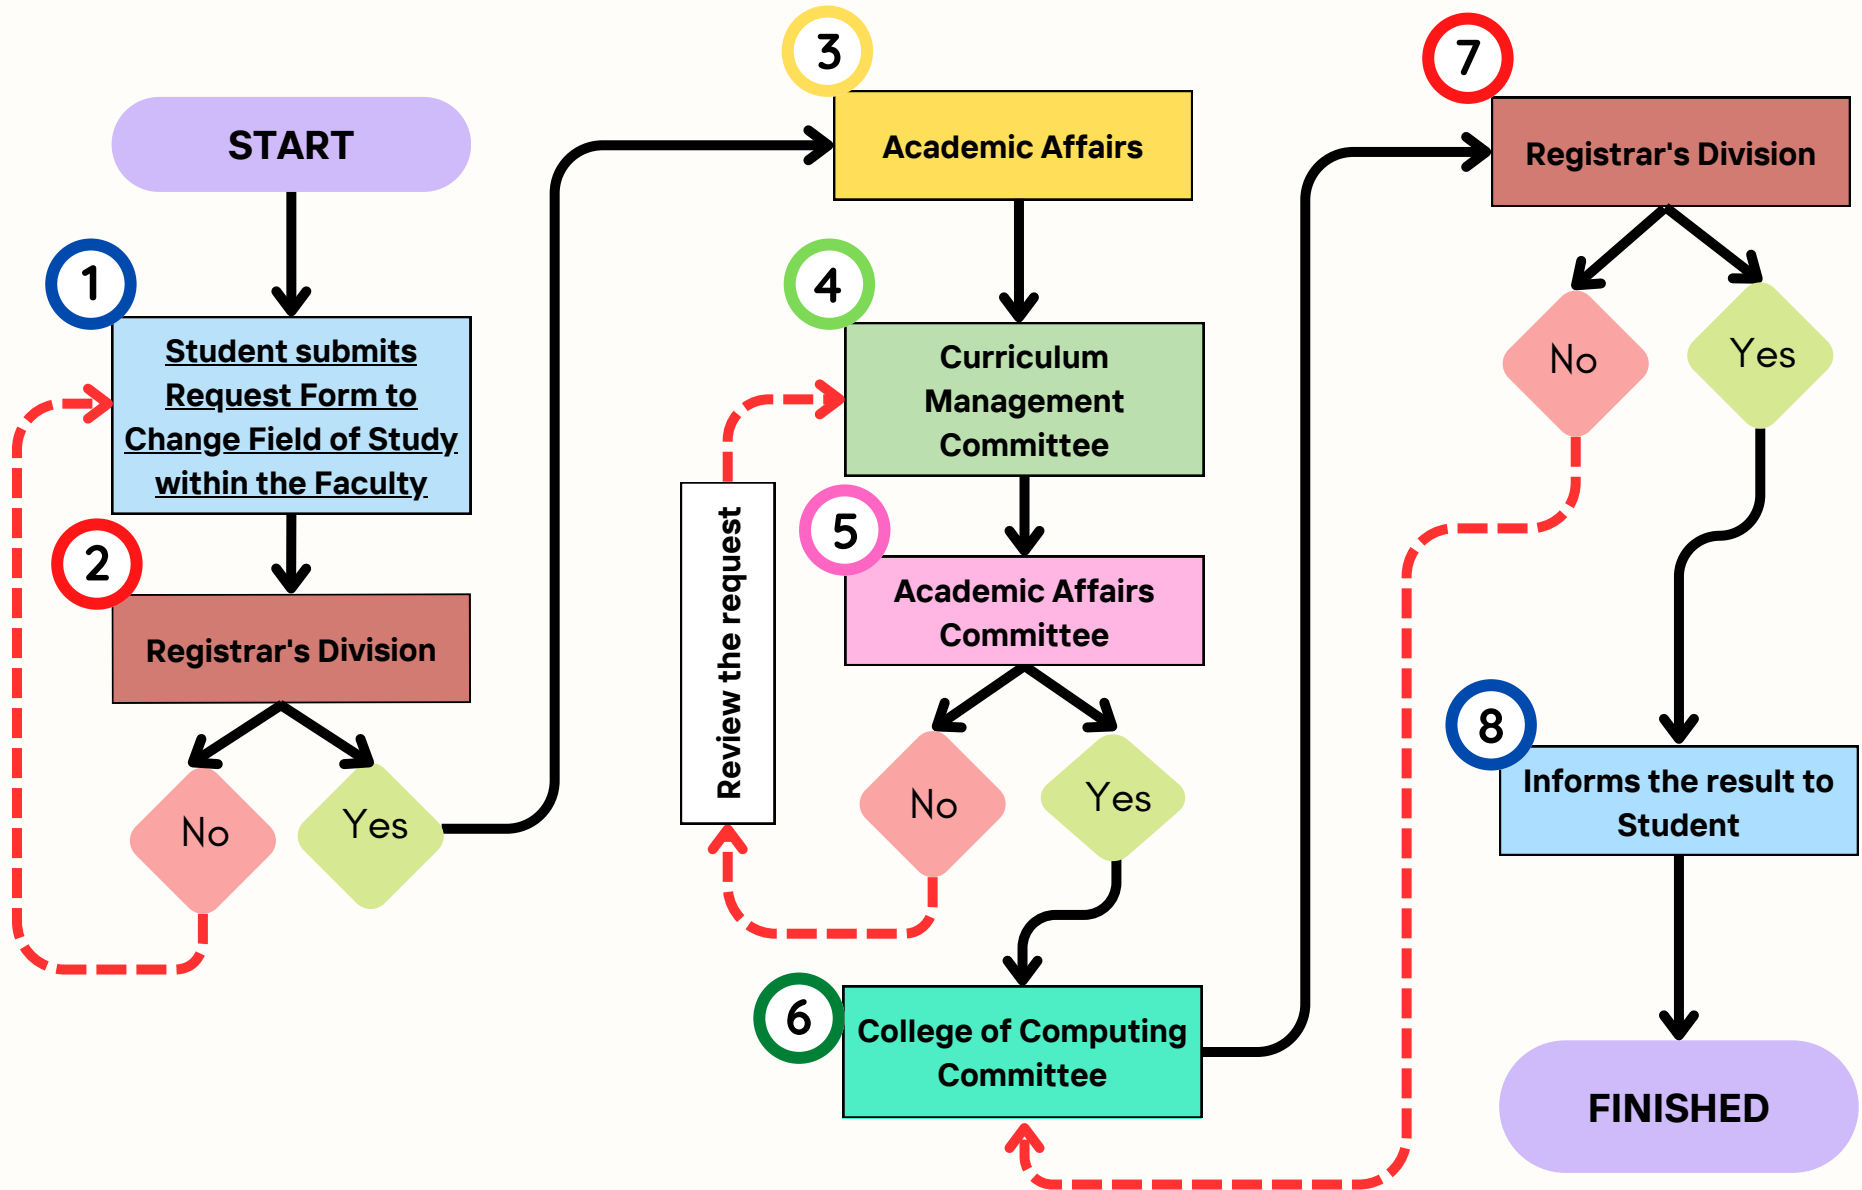 START
1
Student submits
Request Form to
Change Field of Study
within the Faculty
2
Registrar's Division
No
Yes
3
Academic Affairs
4
Curriculum
Management
Committee
Review the request
5
Academic Affairs
Committee
No
Yes
6
College of Computing
Committee
7
Registrar's Division
No
Yes
8
Informs the result to
Student
FINISHED